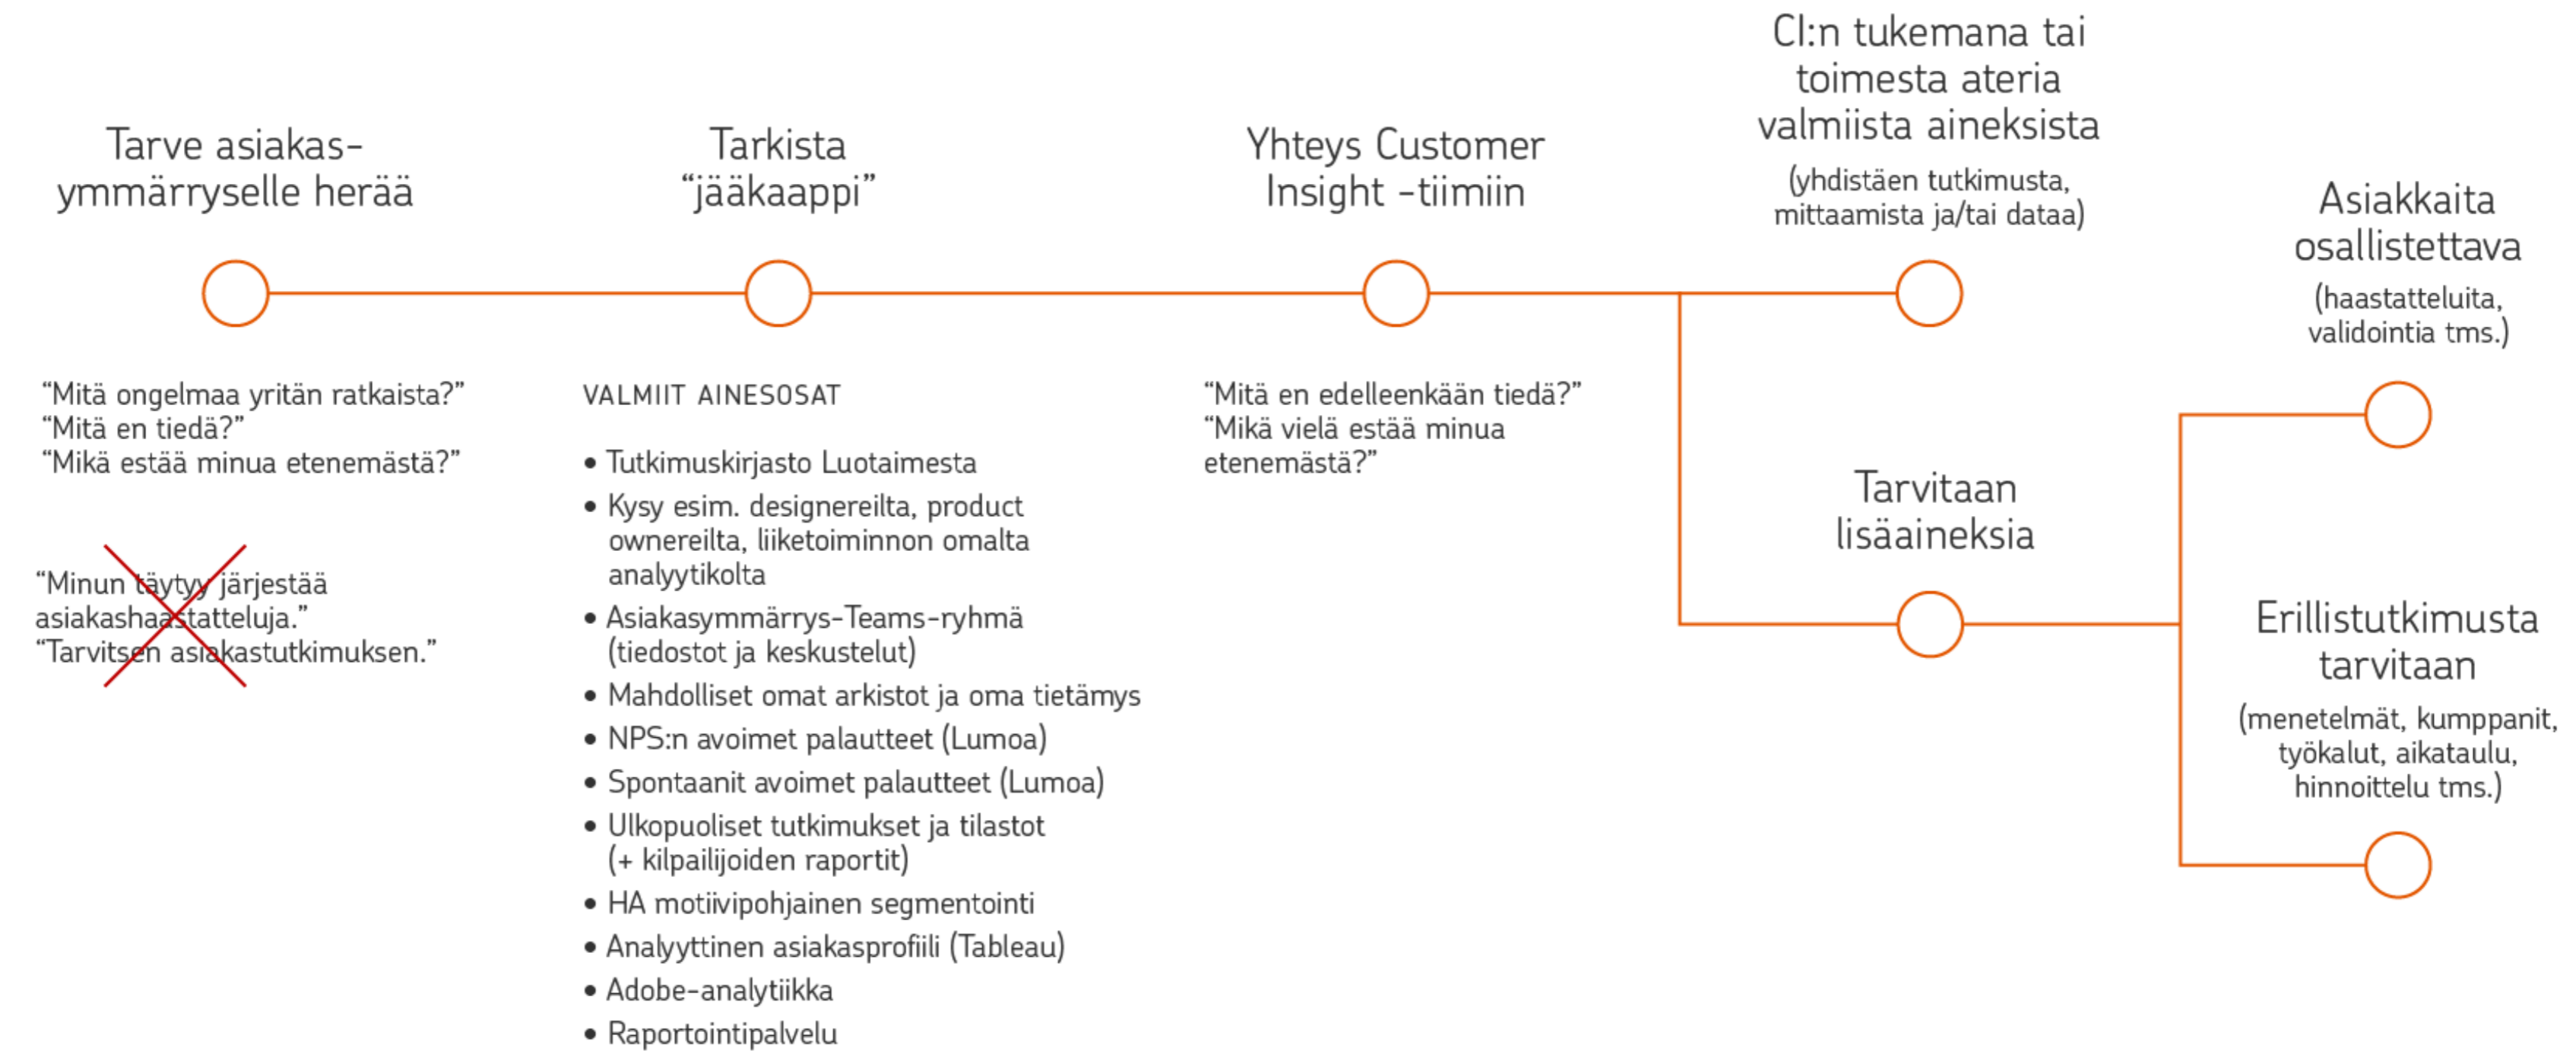 Tarve asiakas-
ymmärryselle herää
“Mitä ongelmaa yritän ratkaista?”
“Mitä en tiedä?”
“Mikä estää minua etenemästä?”
“Minun täytyy järjestää
asiakashaastatteluja.”
“Tarvitsen asiakastutkimuksen.”
Tarkista
“jääkaappi”
VALMIIT AINESOSAT
• Tutkimuskirjasto Luotaimesta
• Kysy esim. designereilta, product
ownereilta, liiketoiminnon omalta
analyytikolta
• Asiakasymmärrys-Teams-ryhmä
(tiedostot ja keskustelut)
• Mahdolliset omat arkistot ja oma tietämys
• NPS:n avoimet palautteet (Lumoa)
• Spontaanit avoimet palautteet (Lumoa)
• Ulkopuoliset tutkimukset ja tilastot
(+ kilpailijoiden raportit)
• HA motiivipohjainen segmentointi
• Analyyttinen asiakasprofiili (Tableau)
• Adobe-analytiikka
• Raportointipalvelu
Yhteys Customer
Insight -tiimiin
“Mitä en edelleenkään tiedä?”
“Mikä vielä estää minua
etenemästä?”
CI:n tukemana tai
toimesta ateria
valmiista aineksista
(yhdistäen tutkimusta,
mittaamista ja/tai dataa)
Tarvitaan
lisäaineksia
Asiakkaita
osallistettava
(haastatteluita,
validointia tms.)
Erillistutkimusta
tarvitaan
(menetelmät, kumppanit,
työkalut, aikataulu,
hinnoittelu tms.)